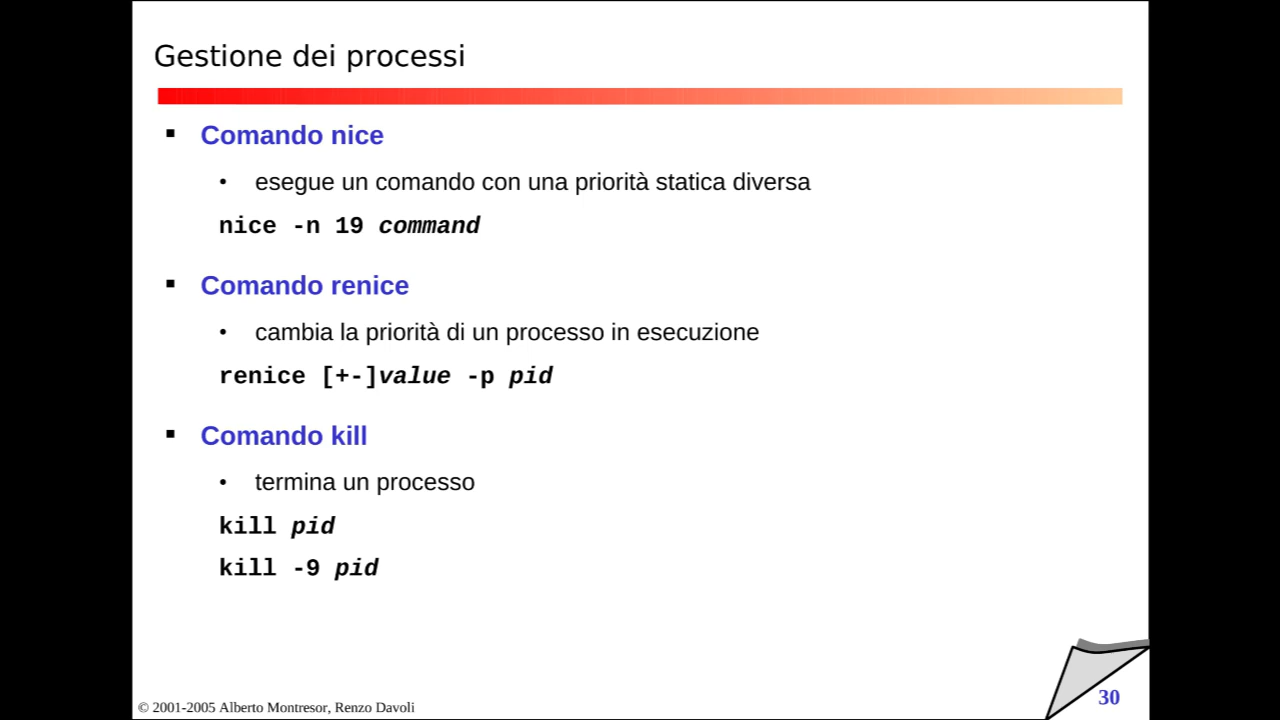 Gestione dei processi
▪ Comando nice
• esegue un comando con una priorità statica diversa
nice -n 19 command
▪ Comando renice
• cambia la priorità di un processo in esecuzione
renice [+-]value -p pid
▪ Comando kill
• termina un processo
kill pid
kill -9 pid
© 2001-2005 Alberto Montresor, Renzo Davoli
30